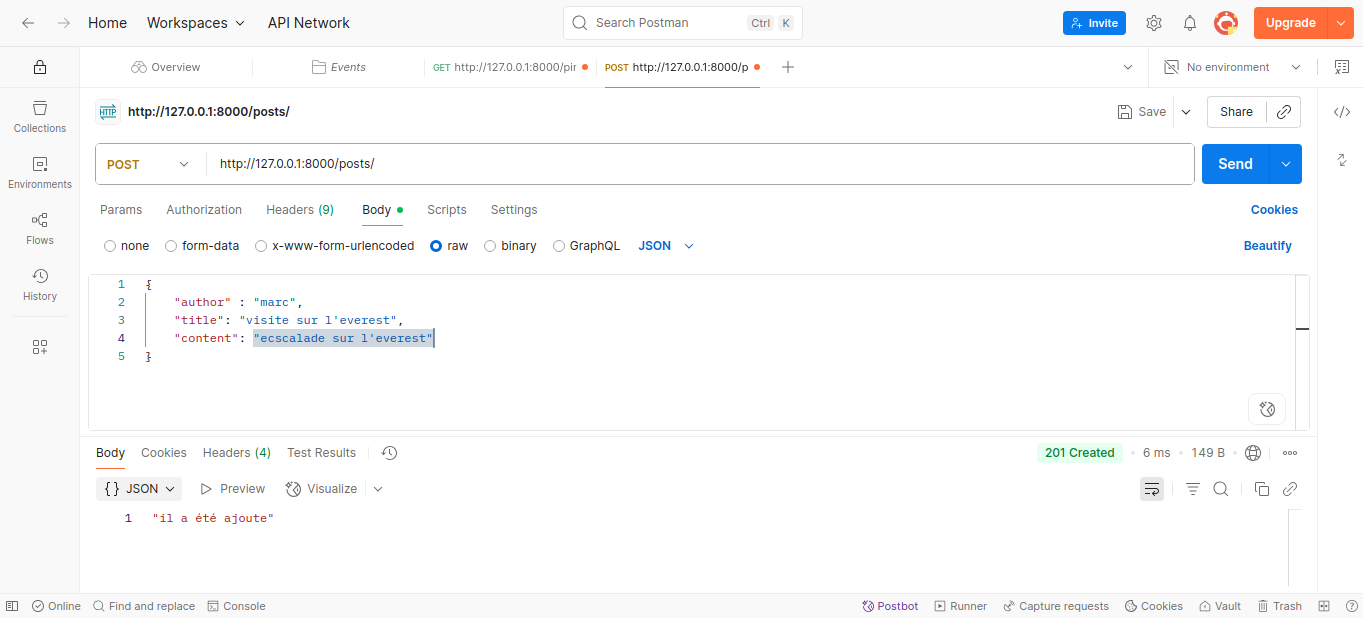 Home Workspaces API Network Search Postman Ctrl K Invite Upgrade
Overview Events GET http://127.0.0.1:8000/pir POST http://127.0.0.1:8000/p No environment
HTTP http://127.0.0.1:8000/posts/ Save Share
Collections
POST http://127.0.0.1:8000/posts/ Send
Environments
Params Authorization Headers (9) Body Scripts Settings Cookies
Flows
none form-data x-www-form-urlencoded raw binary GraphQL JSON Beautify
History
1 {
2 "author" : "marc",
3 "title": "visite sur l'everest",
4 "content": "ecscalade sur l'everest"
5 }
Body Cookies Headers (4) Test Results 201 Created 6 ms 149 B
{} JSON Preview Visualize
1 "il a été ajoute"
Online Find and replace Console Postbot Runner Capture requests Cookies Vault Trash